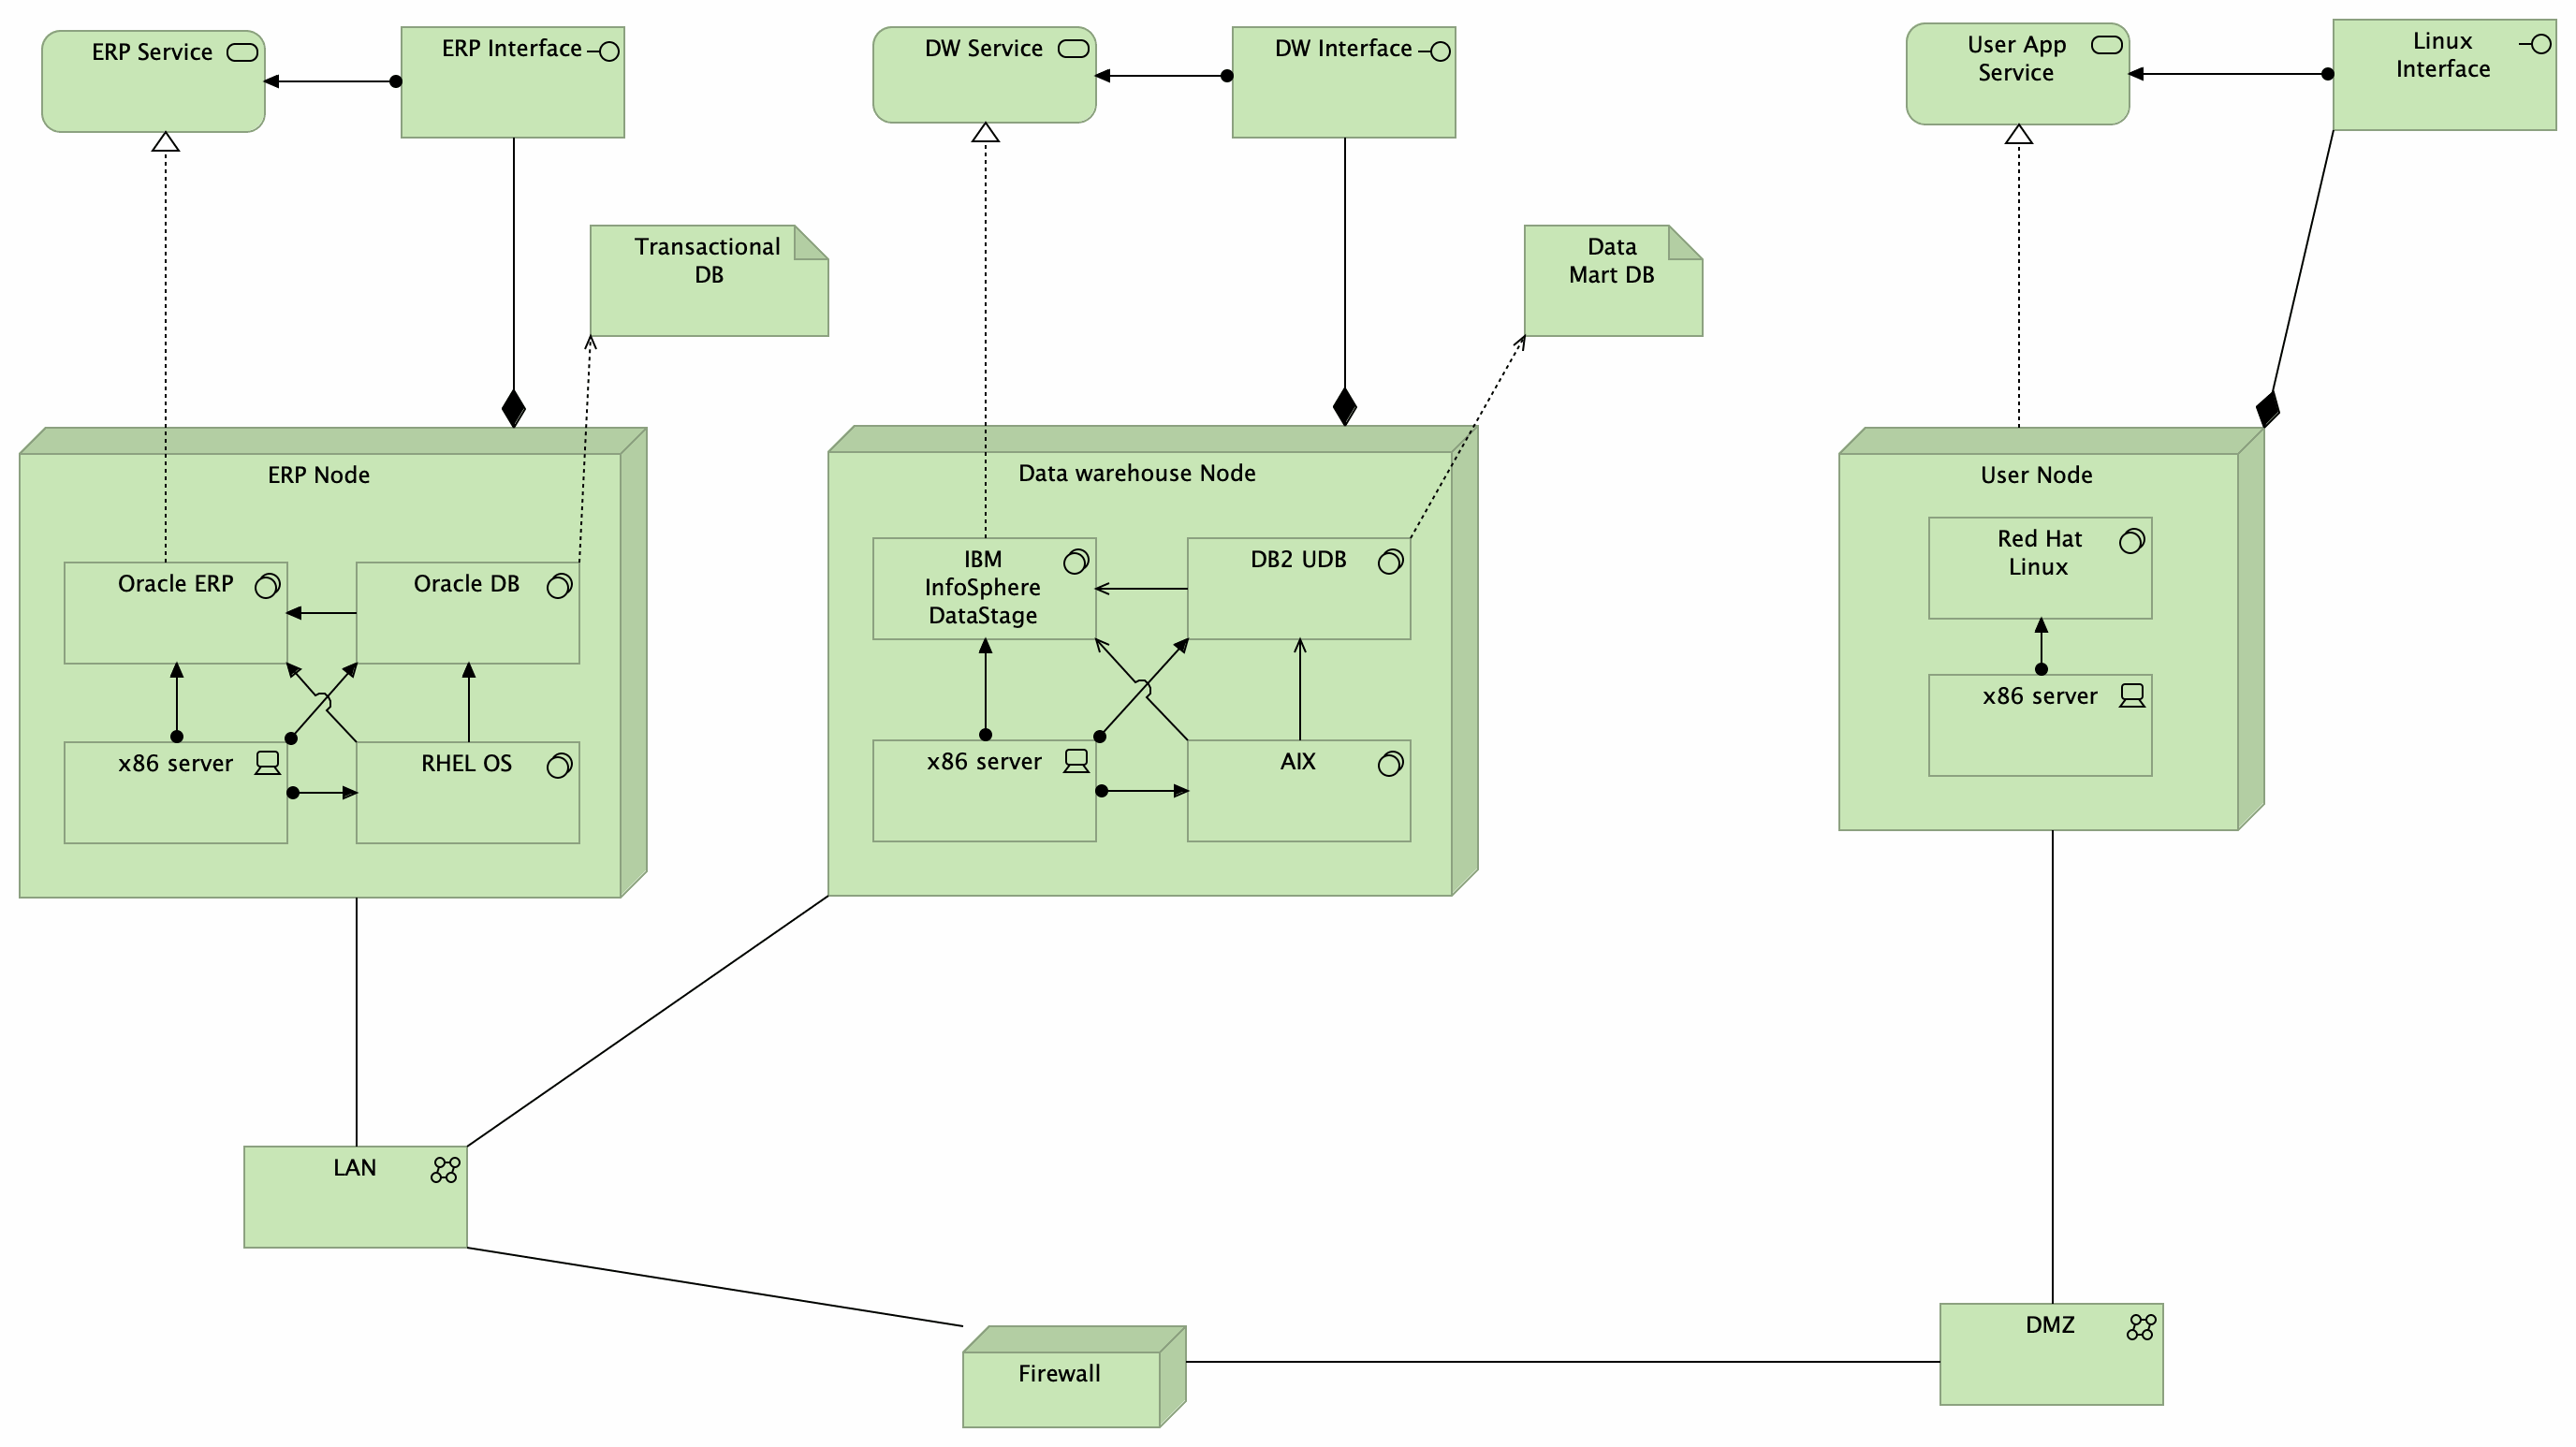 ERP Service
ERP Interface
DW Service
DW Interface
User App
Service
Linux
Interface
Transactional
DB
Data
Mart DB
ERP Node
Oracle ERP
Oracle DB
x86 server
RHEL OS
Data warehouse Node
IBM
InfoSphere
DataStage
DB2 UDB
x86 server
AIX
User Node
Red Hat
Linux
x86 server
LAN
Firewall
DMZ